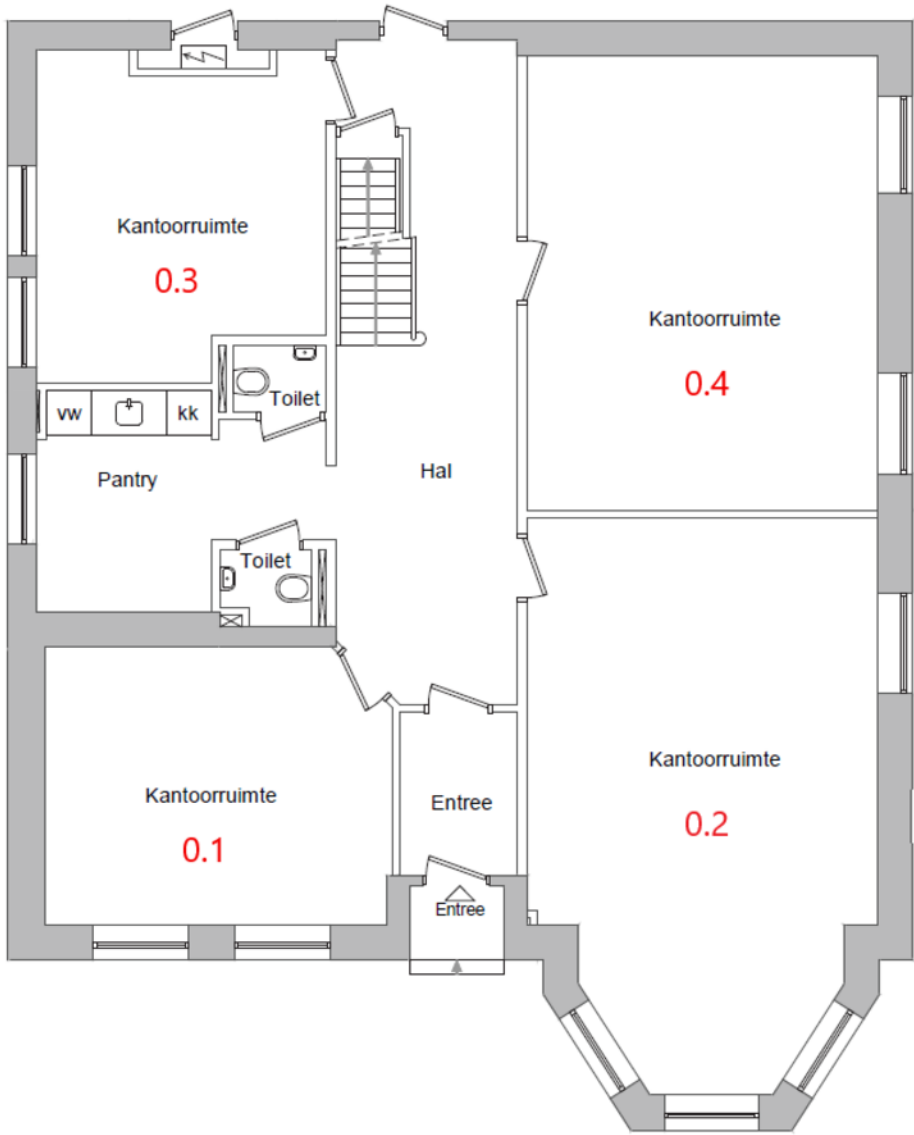 Kantoorruimte
0.3
Kantoorruimte
0.4
Toilet
vw
kk
Pantry
Hal
Toilet
Kantoorruimte
0.1
Entree
Kantoorruimte
0.2
Entree